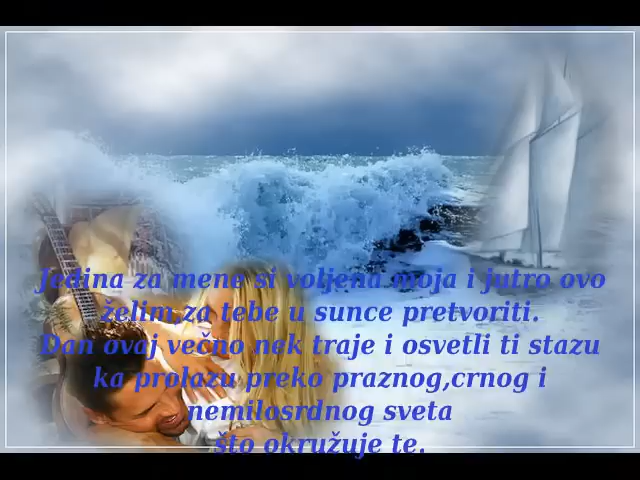 Jedina za mene si voljena moja i jutro ovo
želim,za tebe u sunce pretvoriti.
Dan ovaj večno nek traje i osvetli ti stazu
ka prolazu preko praznog,crnog i
nemilosrdnog sveta
što okružuje te.